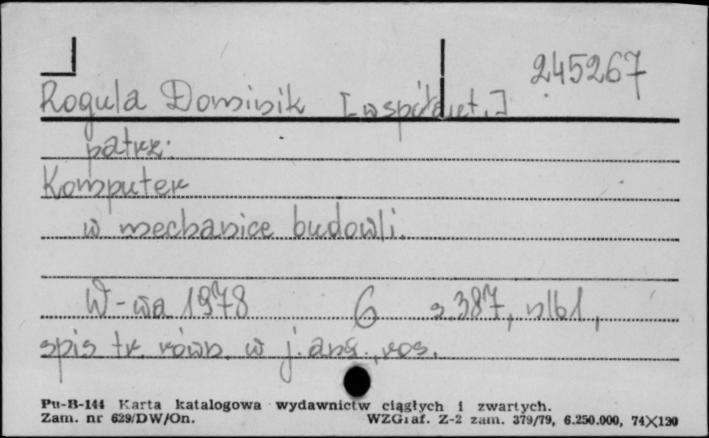 245267
Rogula Dominik [współaut.]
patrz:
Komputer
w mechanice budowli.
W-wa 1978 6 s.387, nlb1,
spis tr. równ. w j. ang., ros.
Pu-B-144 Karta katalogowa wydawnictw ciągłych i zwartych.
Zam. nr 629/DW/On. WZGraf. Z-2 zam. 379/79, 6.250.000, 74×120